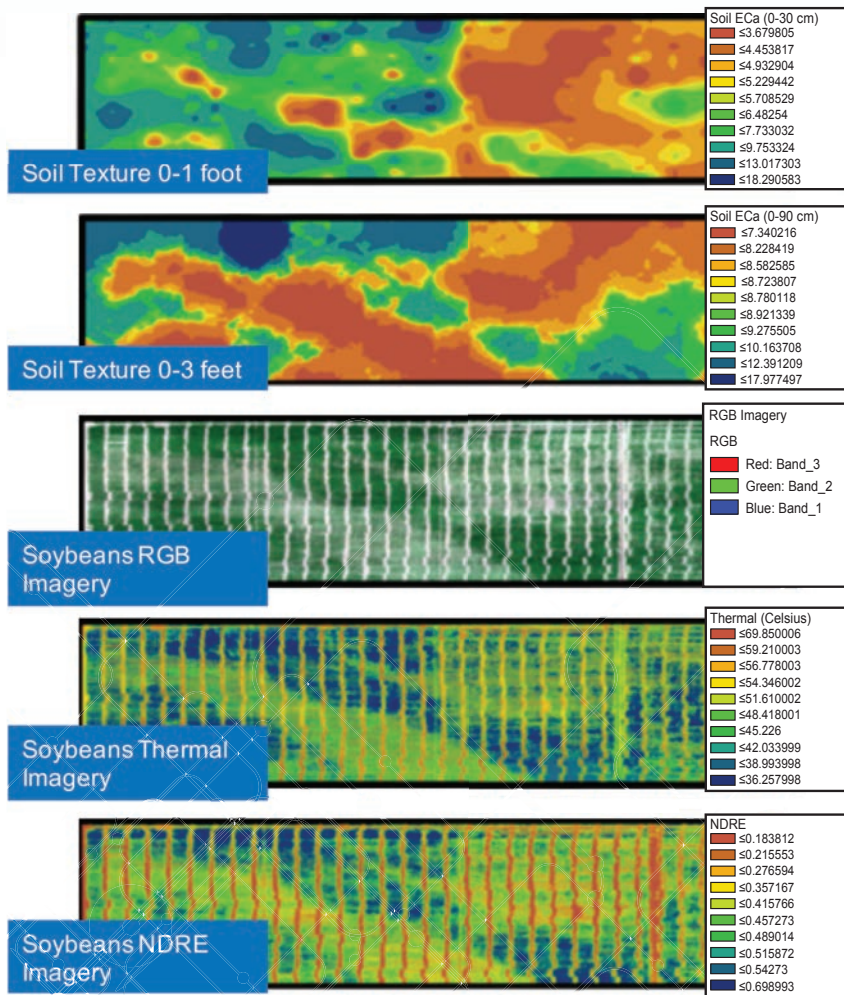 Soil ECa (0-30 cm)
≤3.679805
≤4.453817
≤4.932904
≤5.229442
≤5.708529
≤6.48254
≤7.733032
≤9.753324
≤13.017303
≤18.290583
Soil Texture 0-1 foot
Soil ECa (0-90 cm)
≤7.340216
≤8.228419
≤8.582585
≤8.723807
≤8.780118
≤8.921339
≤9.275505
≤10.163708
≤12.391209
≤17.977497
Soil Texture 0-3 feet
RGB Imagery
RGB
Red: Band_3
Green: Band_2
Blue: Band_1
Soybeans RGB
Imagery
Thermal (Celsius)
≤69.850006
≤59.210003
≤56.778003
≤54.346002
≤51.610002
≤48.418001
≤45.226
≤42.033999
≤38.993998
≤36.257998
Soybeans Thermal
Imagery
NDRE
≤0.183812
≤0.215553
≤0.276594
≤0.357167
≤0.415766
≤0.457273
≤0.489014
≤0.515872
≤0.54273
≤0.698993
Soybeans NDRE
Imagery